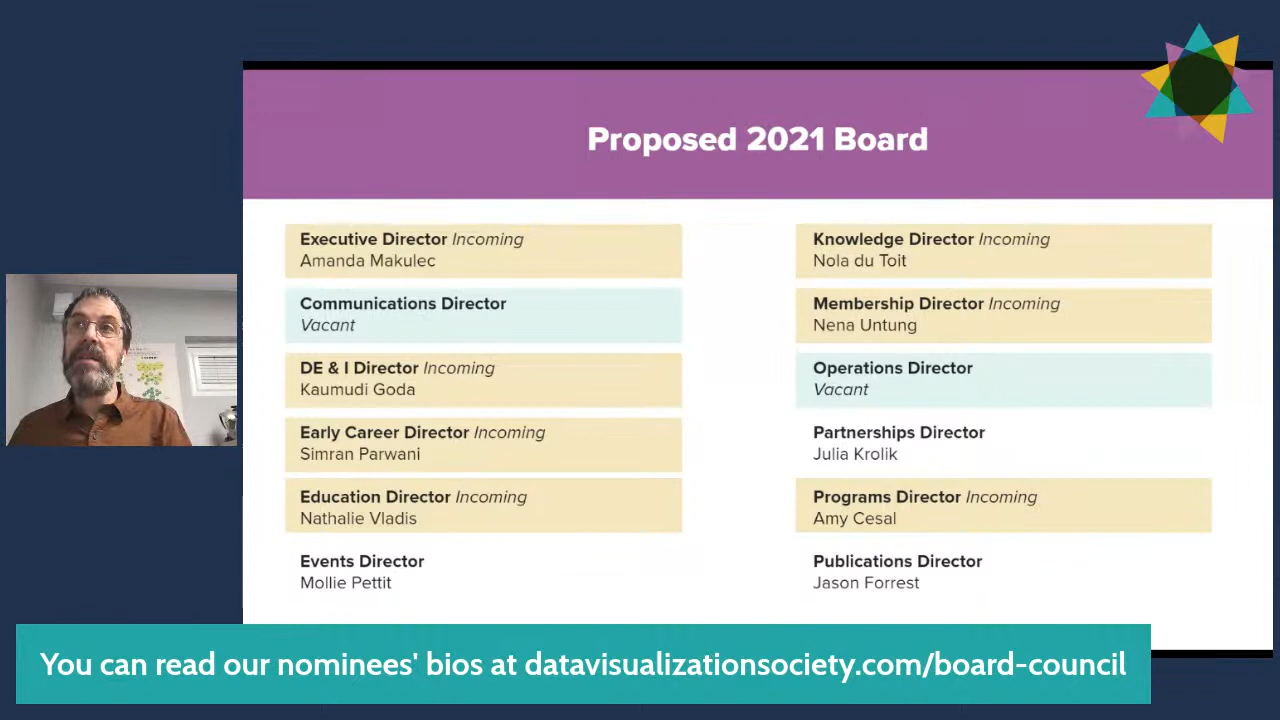 Proposed 2021 Board
Executive Director Incoming
Amanda Makulec
Communications Director
Vacant
DE & I Director Incoming
Kaumudi Goda
Early Career Director Incoming
Simran Parwani
Education Director Incoming
Nathalie Vladis
Events Director
Mollie Pettit
Knowledge Director Incoming
Nola du Toit
Membership Director Incoming
Nena Untung
Operations Director
Vacant
Partnerships Director
Julia Krolik
Programs Director Incoming
Amy Cesal
Publications Director
Jason Forrest
You can read our nominees' bios at datavisualizationsociety.com/board-council